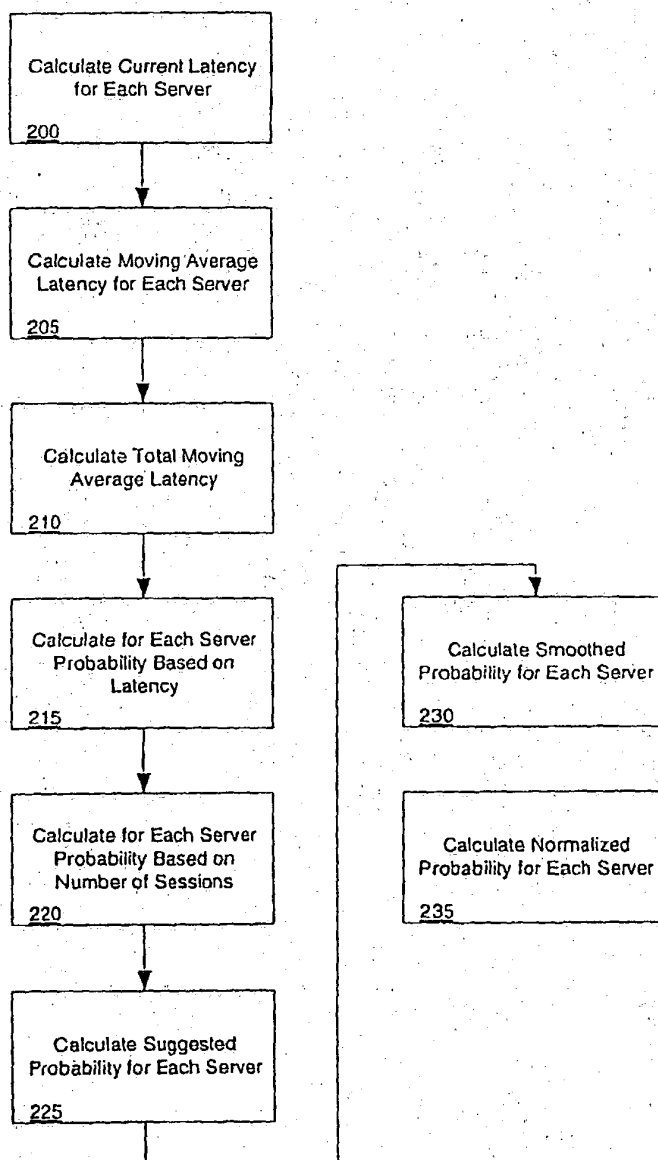 Calculate Current Latency
for Each Server
200
Calculate Moving Average
Latency for Each Server
205
Calculate Total Moving
Average Latency
210
Calculate for Each Server
Probability Based on
Latency
215
Calculate for Each Server
Probability Based on
Number of Sessions
220
Calculate Suggested
Probability for Each Server
225
Calculate Smoothed
Probability for Each Server
230
Calculate Normalized
Probability for Each Server
235